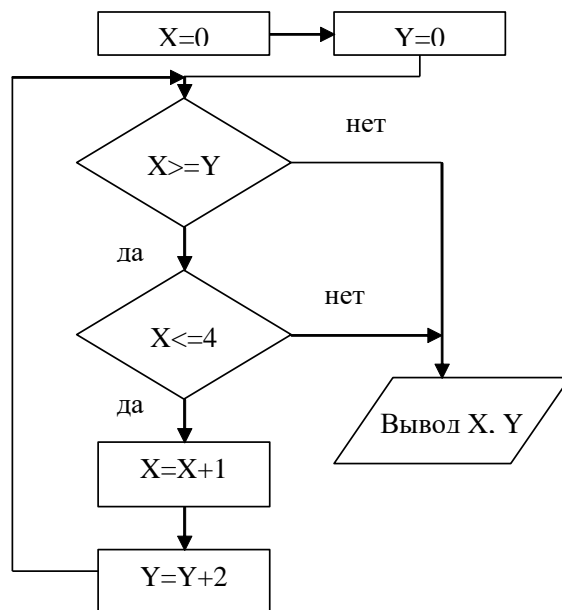 X=0
Y=0
нет
X>=Y
да
нет
X<=4
да
Вывод X, Y
X=X+1
Y=Y+2